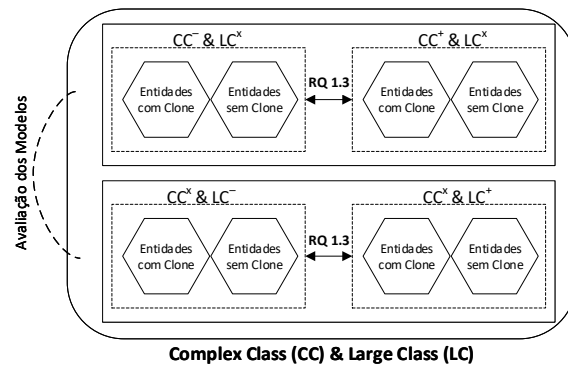 CC⁻ & LCˣ
CC⁺ & LCˣ
Entidades
com Clone
Entidades
sem Clone
RQ 1.3
Entidades
com Clone
Entidades
sem Clone
Avaliação dos Modelos
CCˣ & LC⁻
CCˣ & LC⁺
Entidades
com Clone
Entidades
sem Clone
RQ 1.3
Entidades
com Clone
Entidades
sem Clone
Complex Class (CC) & Large Class (LC)